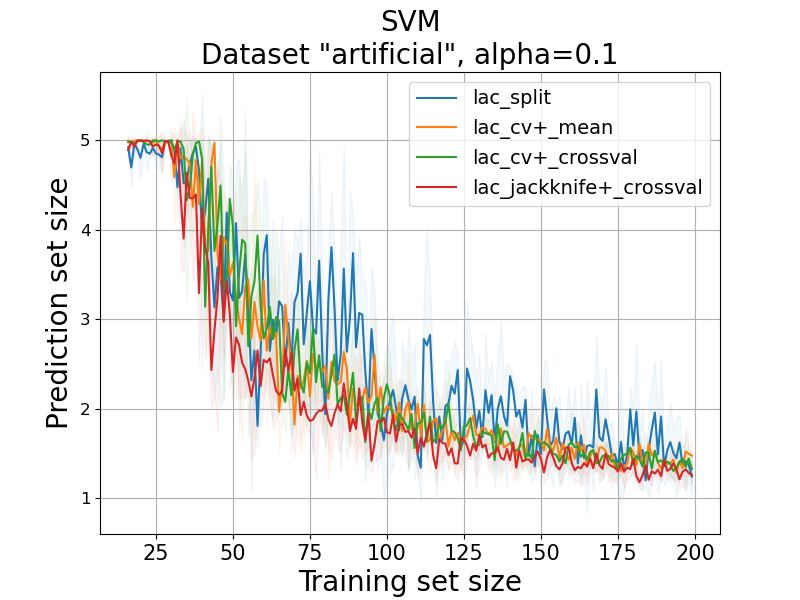 SVM
Dataset "artificial", alpha=0.1
lac_split
lac_cv+_mean
lac_cv+_crossval
lac_jackknife+_crossval
Prediction set size
5
4
3
2
1
25 50 75 100 125 150 175 200
Training set size